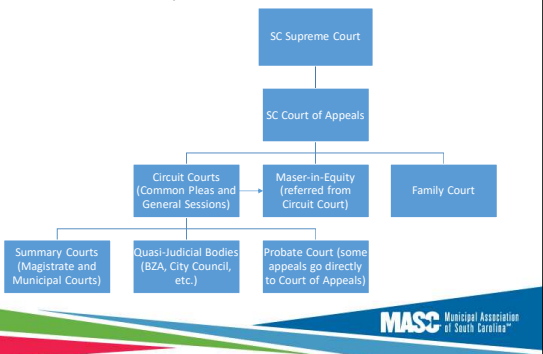 SC Supreme Court
SC Court of Appeals
Circuit Courts
(Common Pleas and
General Sessions)
Maser-in-Equity
(referred from
Circuit Court)
Family Court
Summary Courts
(Magistrate and
Municipal Courts)
Quasi-Judicial Bodies
(BZA, City Council,
etc.)
Probate Court (some
appeals go directly
to Court of Appeals)
MASC Municipal Association
of South Carolina℠